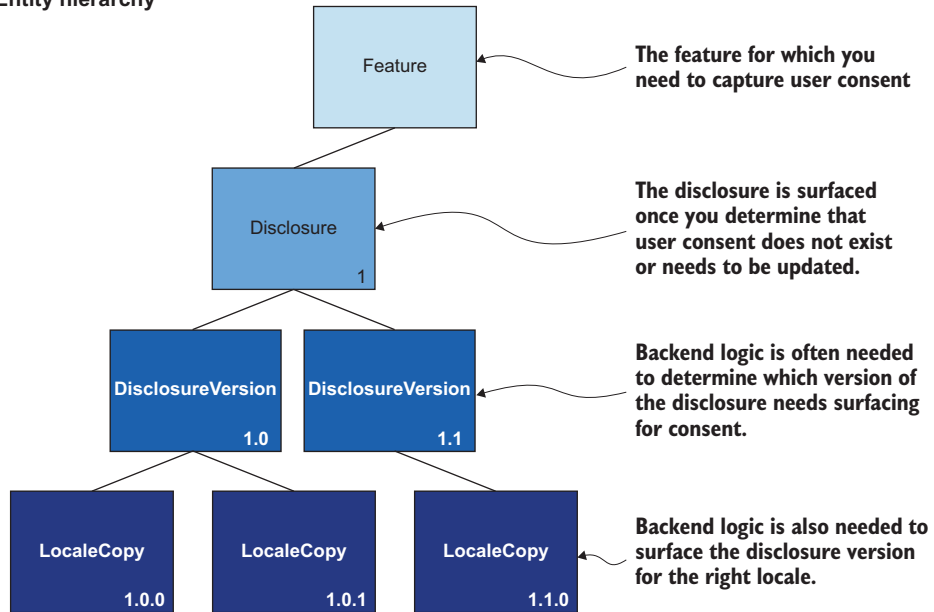 Entity hierarchy
Feature
The feature for which you
need to capture user consent
Disclosure
1
The disclosure is surfaced
once you determine that
user consent does not exist
or needs to be updated.
DisclosureVersion
1.0
DisclosureVersion
1.1
Backend logic is often needed
to determine which version of
the disclosure needs surfacing
for consent.
LocaleCopy
1.0.0
LocaleCopy
1.0.1
LocaleCopy
1.1.0
Backend logic is also needed to
surface the disclosure version
for the right locale.